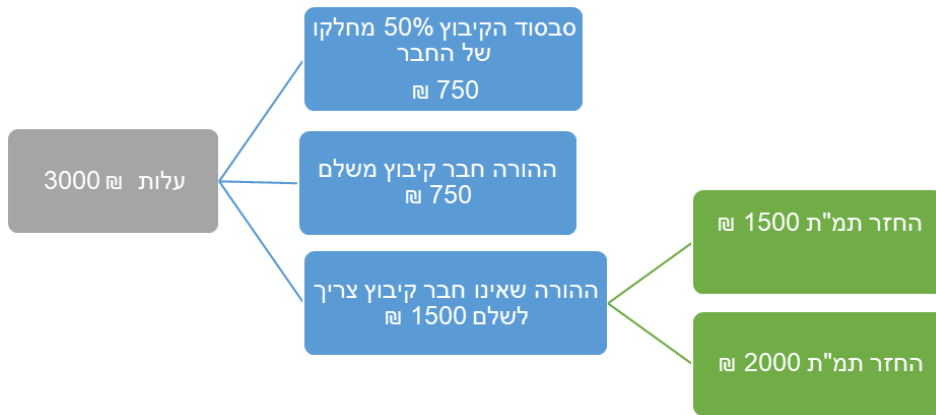 סבסוד הקיבוץ 50% מחלקו
של החבר
750 ₪
עלות 3000 ₪
ההורה חבר קיבוץ משלם
750 ₪
ההורה שאינו חבר קיבוץ צריך
לשלם 1500 ₪
החזר תמ"ת 1500 ₪
החזר תמ"ת 2000 ₪